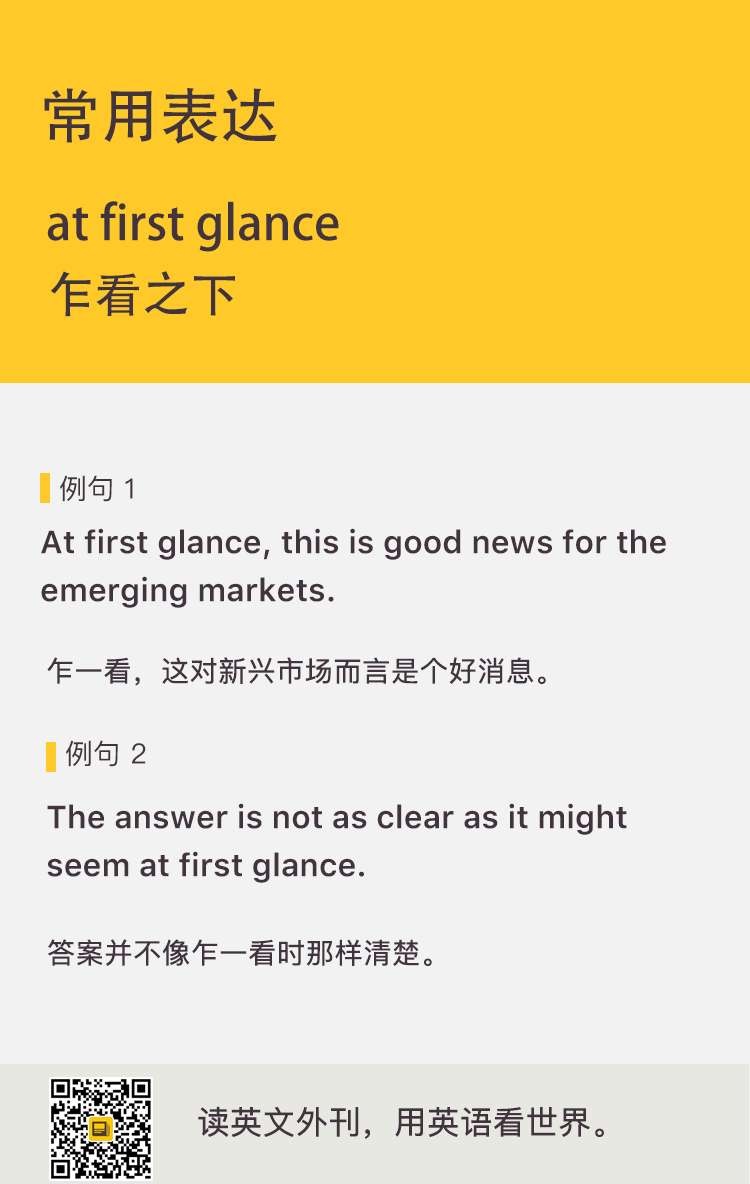 常用表达
at first glance
乍看之下
例句 1
At first glance, this is good news for the
emerging markets.
乍一看，这对新兴市场而言是个好消息。
例句 2
The answer is not as clear as it might
seem at first glance.
答案并不像乍一看时那样清楚。
读英文外刊，用英语看世界。